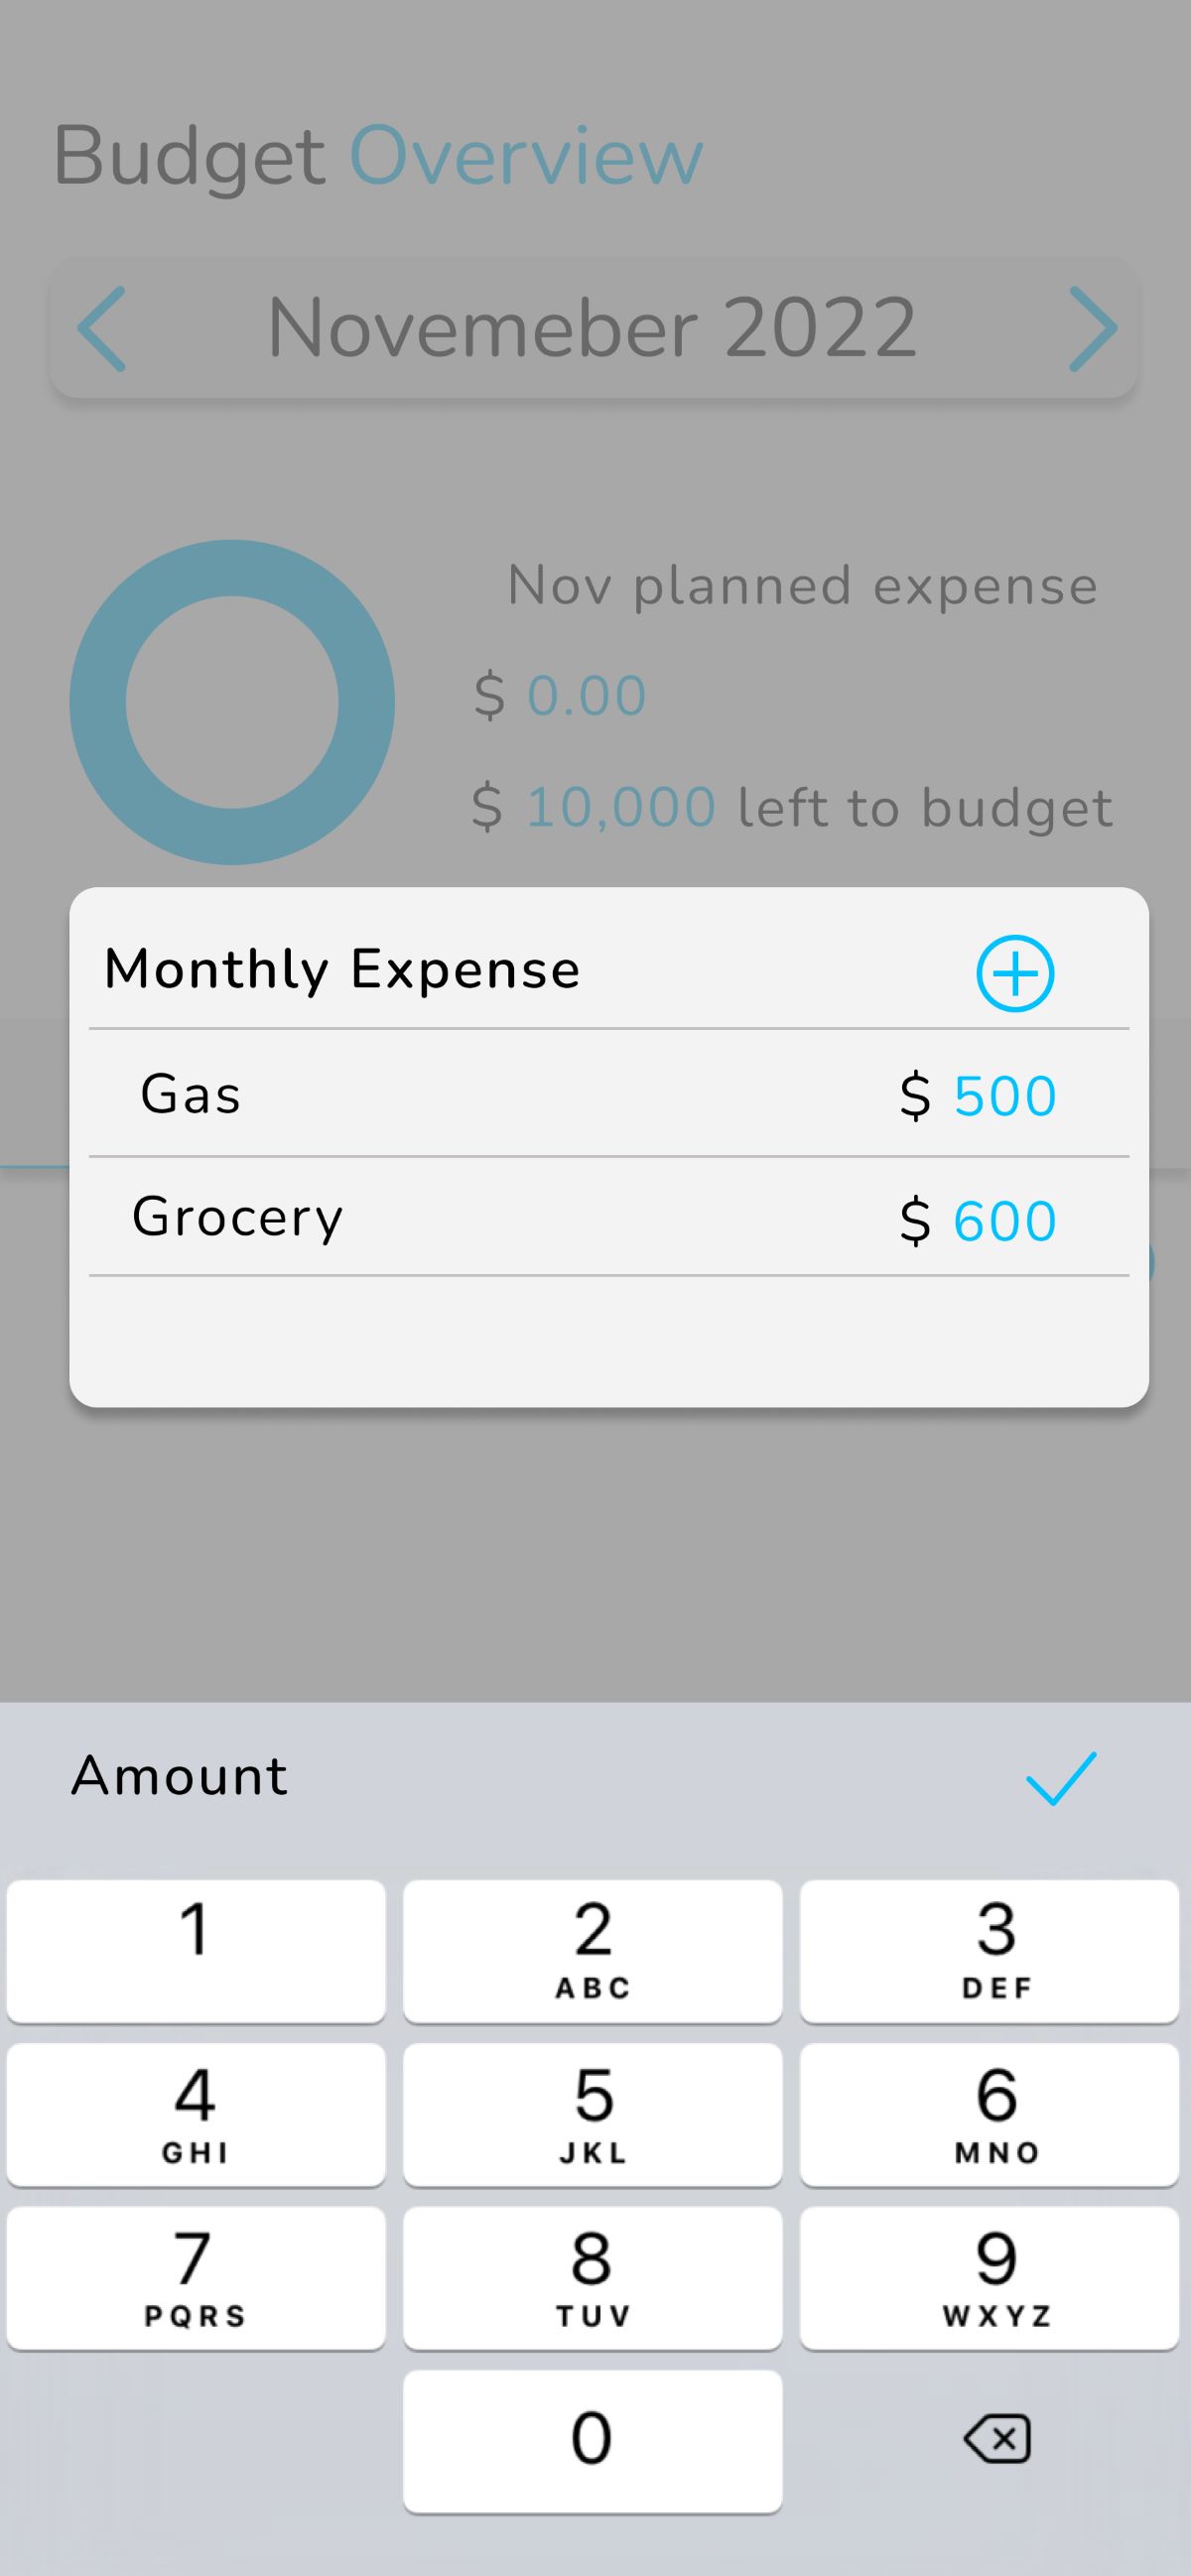 Budget Overview
Novemeber 2022
Nov planned expense
$ 0.00
$ 10,000 left to budget
Monthly Expense
Gas $ 500
Grocery $ 600
Amount
1 2 3
ABC DEF
4 5 6
GHI JKL MNO
7 8 9
PQRS TUV WXYZ
0